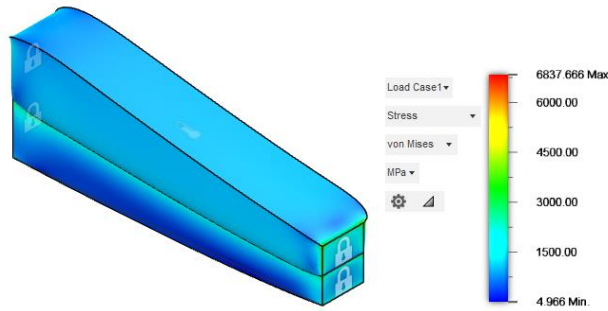 Load Case1
Stress
von Mises
MPa
6837.666 Max
6000.00
4500.00
3000.00
1500.00
4.966 Min.